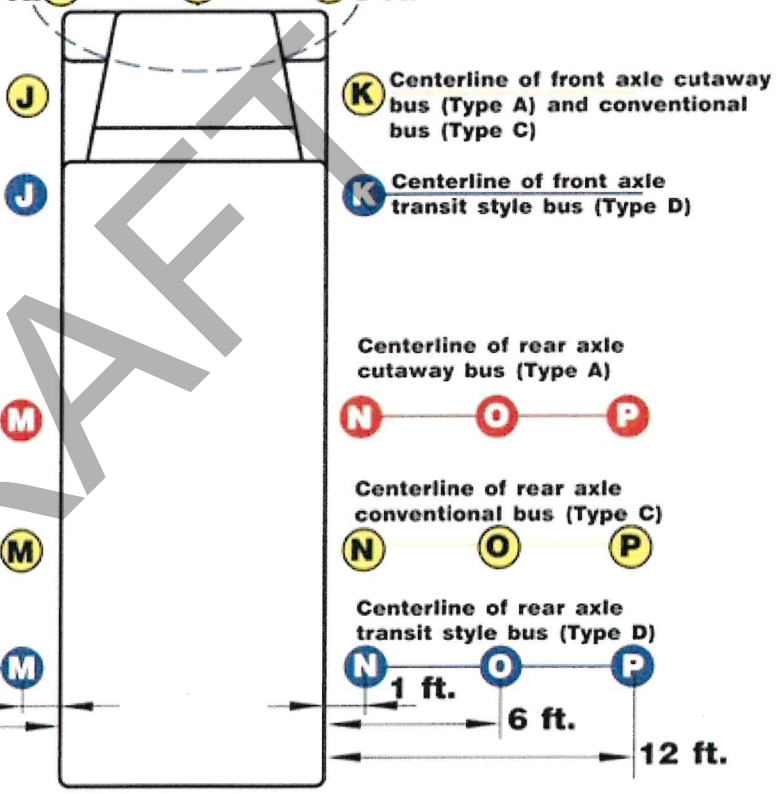 J
K
Centerline of front axle cutaway
bus (Type A) and conventional
bus (Type C)
J
K
Centerline of front axle
transit style bus (Type D)
Centerline of rear axle
cutaway bus (Type A)
M
N
O
P
Centerline of rear axle
conventional bus (Type C)
M
N
O
P
Centerline of rear axle
transit style bus (Type D)
M
N
O
P
1 ft.
6 ft.
12 ft.
AFT